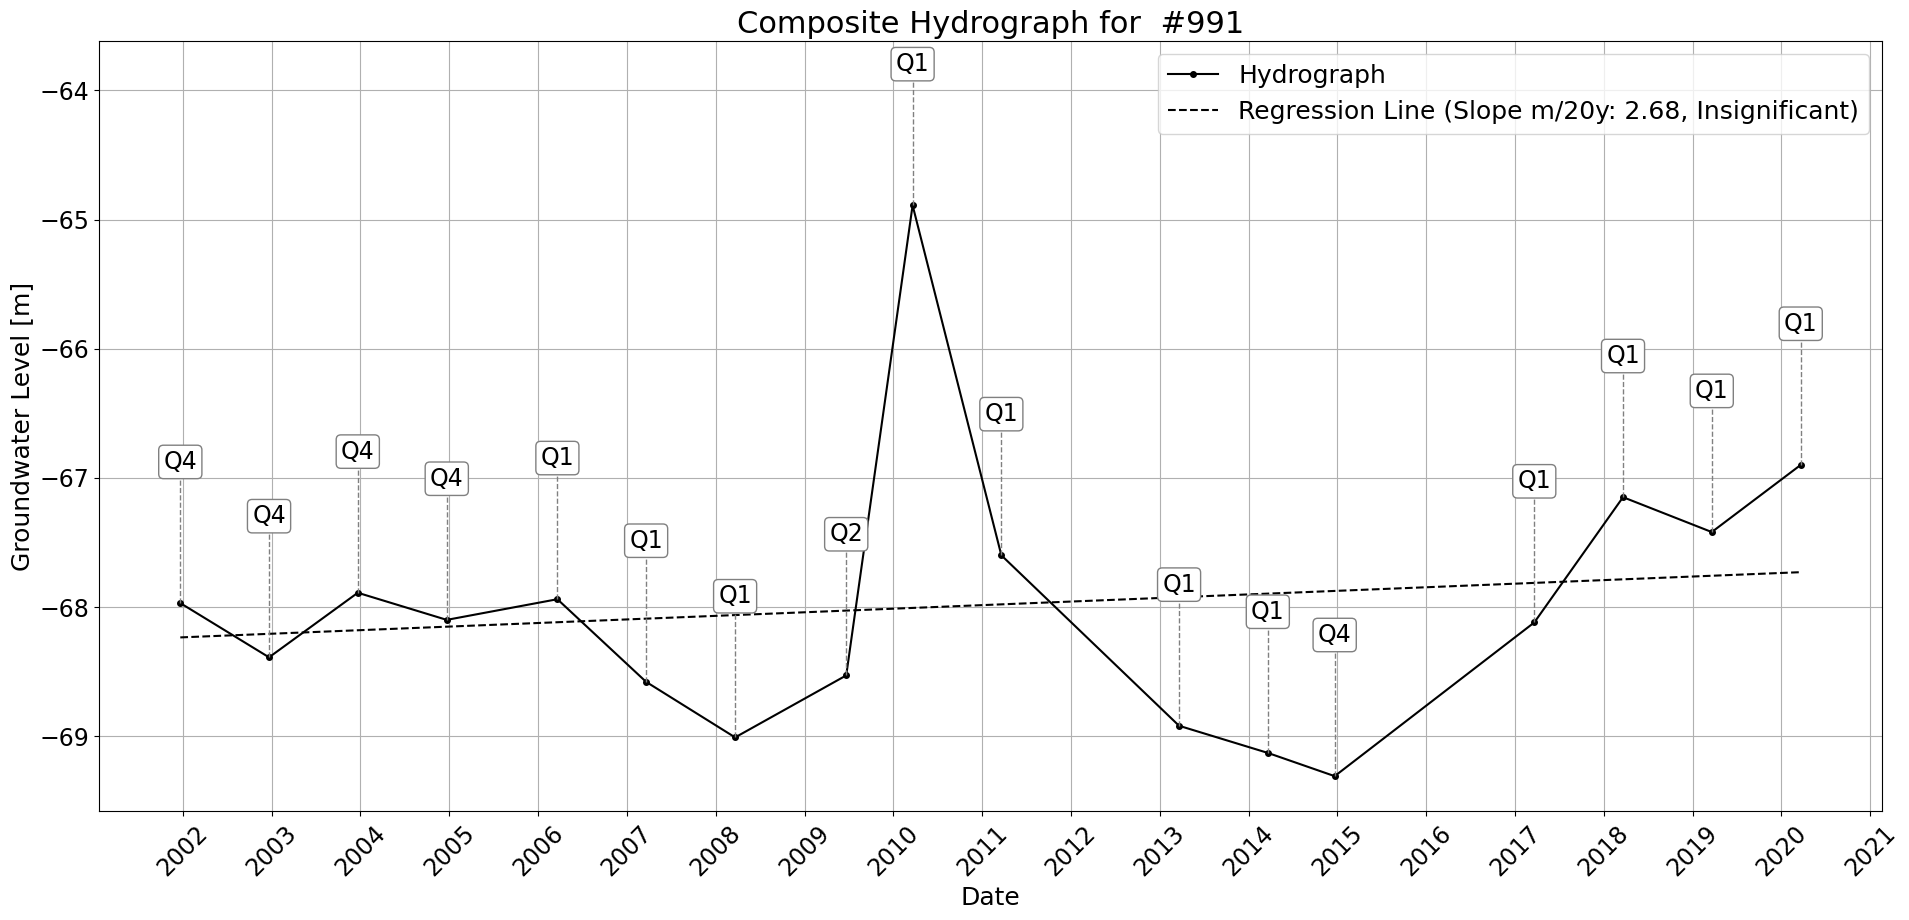 Composite Hydrograph for  #991
Hydrograph
Regression Line (Slope m/20y: 2.68, Insignificant)
Groundwater Level [m]
−64
−65
−66
−67
−68
−69
Q4
Q4
Q4
Q4
Q1
Q1
Q1
Q2
Q1
Q1
Q1
Q1
Q4
Q1
Q1
Q1
Q1
2002
2003
2004
2005
2006
2007
2008
2009
2010
2011
2012
2013
2014
2015
2016
2017
2018
2019
2020
2021
Date